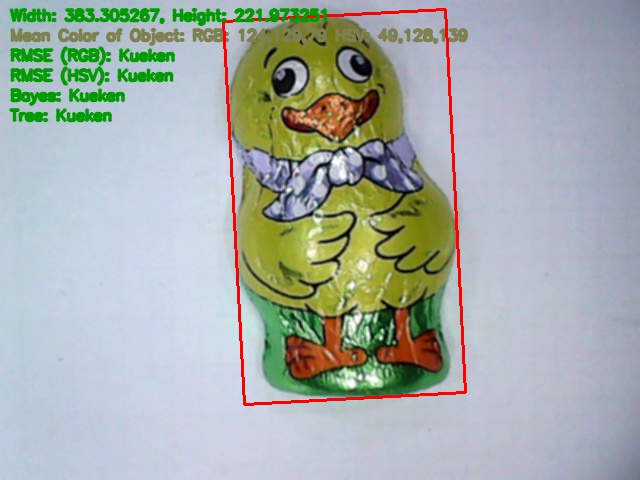 Width: 383.305267, Height: 221.973251
Mean Color of Object: RGB: HSV: 49,128,139
RMSE (RGB): Kueken
RMSE (HSV): Kueken
Bayes: Kueken
Tree: Kueken